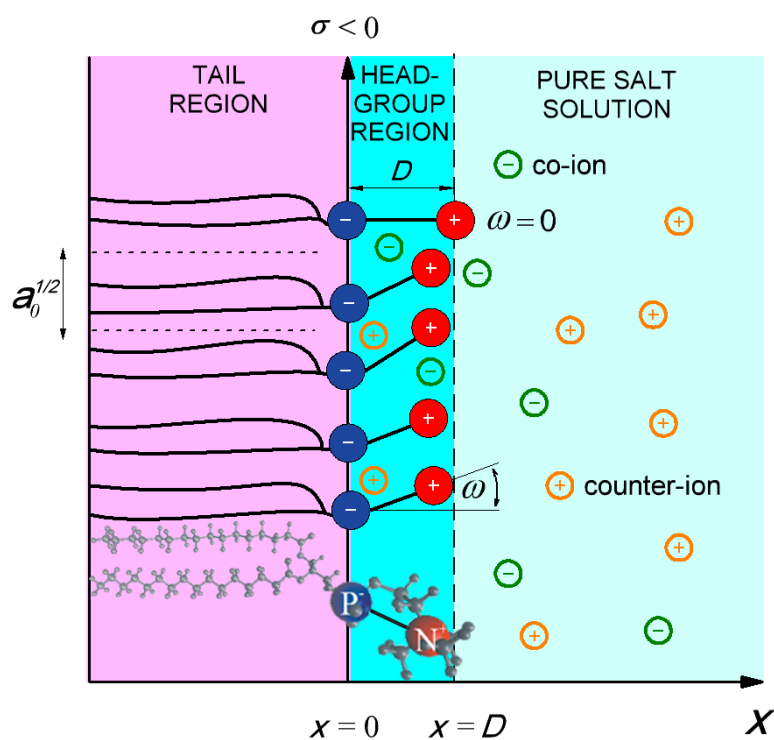 σ < 0
TAIL
REGION
HEAD-
GROUP
REGION
PURE SALT
SOLUTION
D
− co-ion
− + ω = 0
−
+ −
a₀^1/2
− + + +
+
− −
− + −
− + +
+ +
− ω + counter-ion
−
+
−
P⁻
N⁺
+ −
x = 0 x = D x